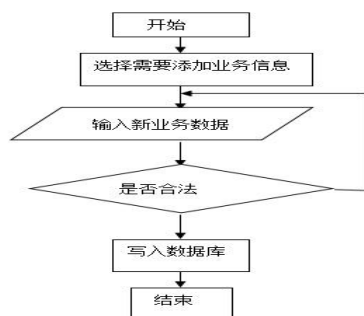 开始
选择需要添加业务信息
输入新业务数据
是否合法
写入数据库
结束